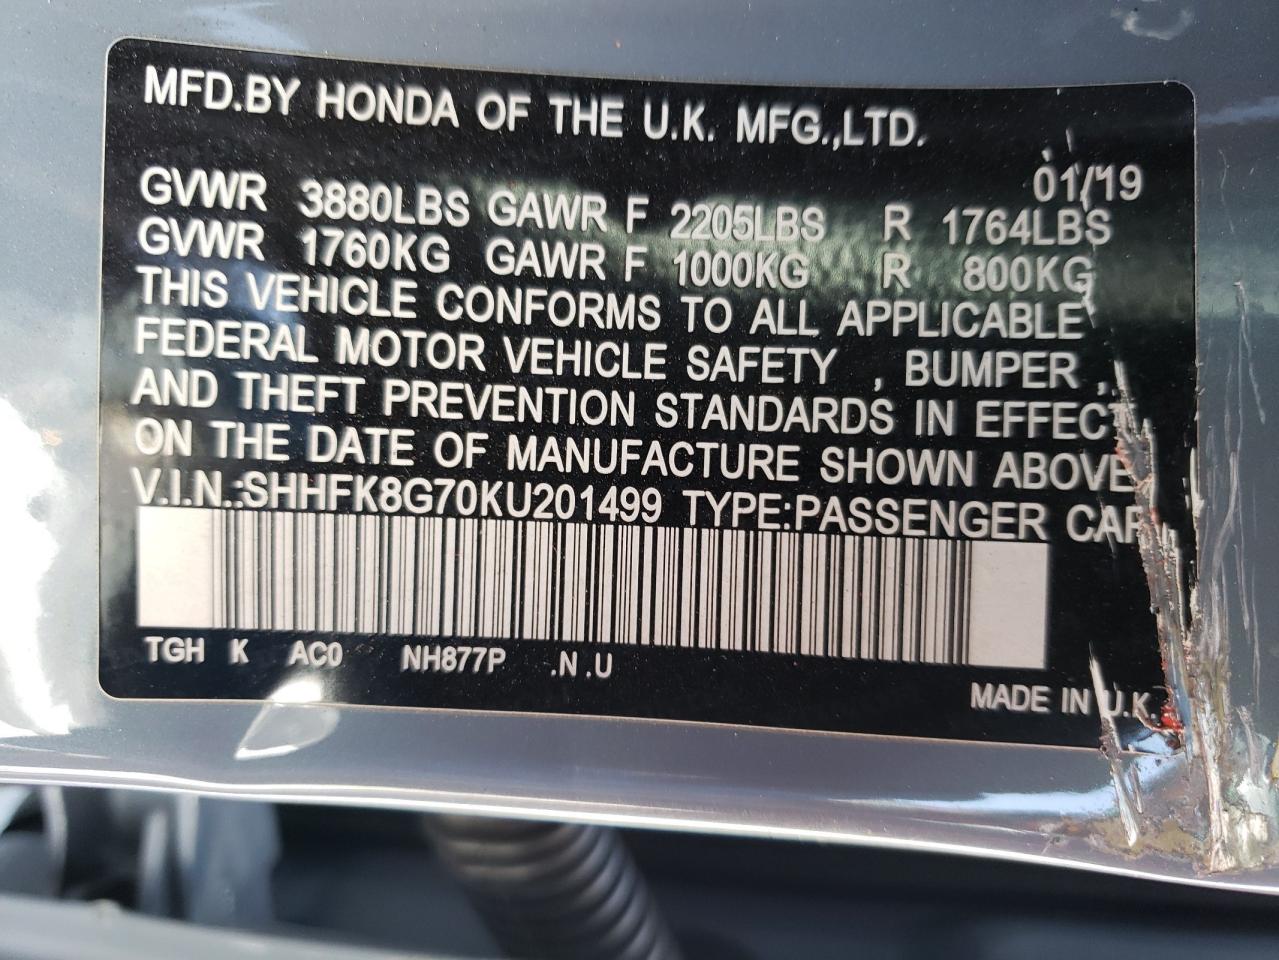 MFD.BY HONDA OF THE U.K. MFG.,LTD.
01/19
GVWR 3880LBS GAWR F 2205LBS R 1764LBS
GVWR 1760KG GAWR F 1000KG R 800KG
THIS VEHICLE CONFORMS TO ALL APPLICABLE
FEDERAL MOTOR VEHICLE SAFETY , BUMPER ,
AND THEFT PREVENTION STANDARDS IN EFFECT
ON THE DATE OF MANUFACTURE SHOWN ABOVE
V.I.N.:SHHFK8G70KU201499 TYPE:PASSENGER CAR
TGH K AC0 NH877P .N .U
MADE IN U.K.